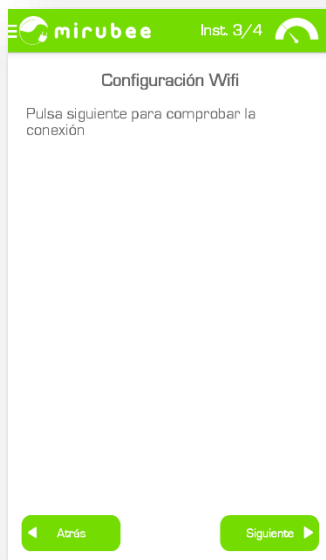 mirubee
Inst. 3/4
Configuración Wifi
Pulsa siguiente para comprobar la
conexión
Atrás
Siguiente